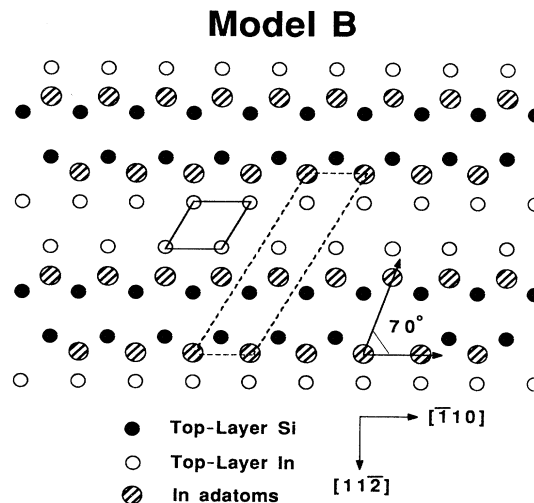 Model B
70°
[1̅10]
[112̅]
Top-Layer Si
Top-Layer In
In adatoms